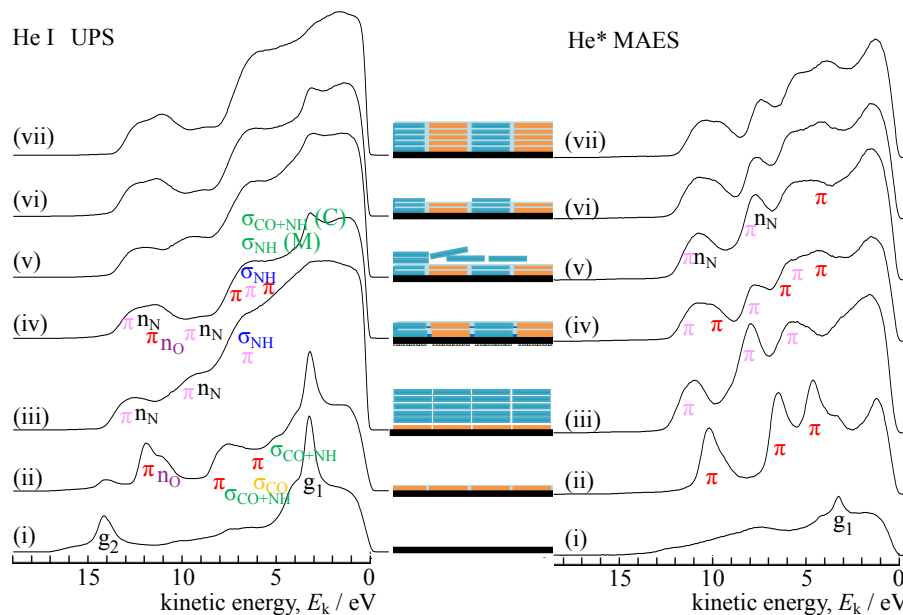 He I UPS
He* MAES
(vii)
(vii)
(vi)
(vi)
σCO+NH (C)
π
π nN
σNH (M)
(v)
π nN
(v)
σNH
π π π
π π
π
(iv)
π nN π nN
π nO
(iv)
π π π
σNH
π
π
π
(iii)
π nN π nN
(iii)
π
π
σCO+NH
π
π nO
π
(ii)
π σCO
σCO+NH
(ii)
π
g1
(i)
g2
(i)
g1
15 10 5 0
15 10 5 0
kinetic energy, Ek / eV
kinetic energy, Ek / eV